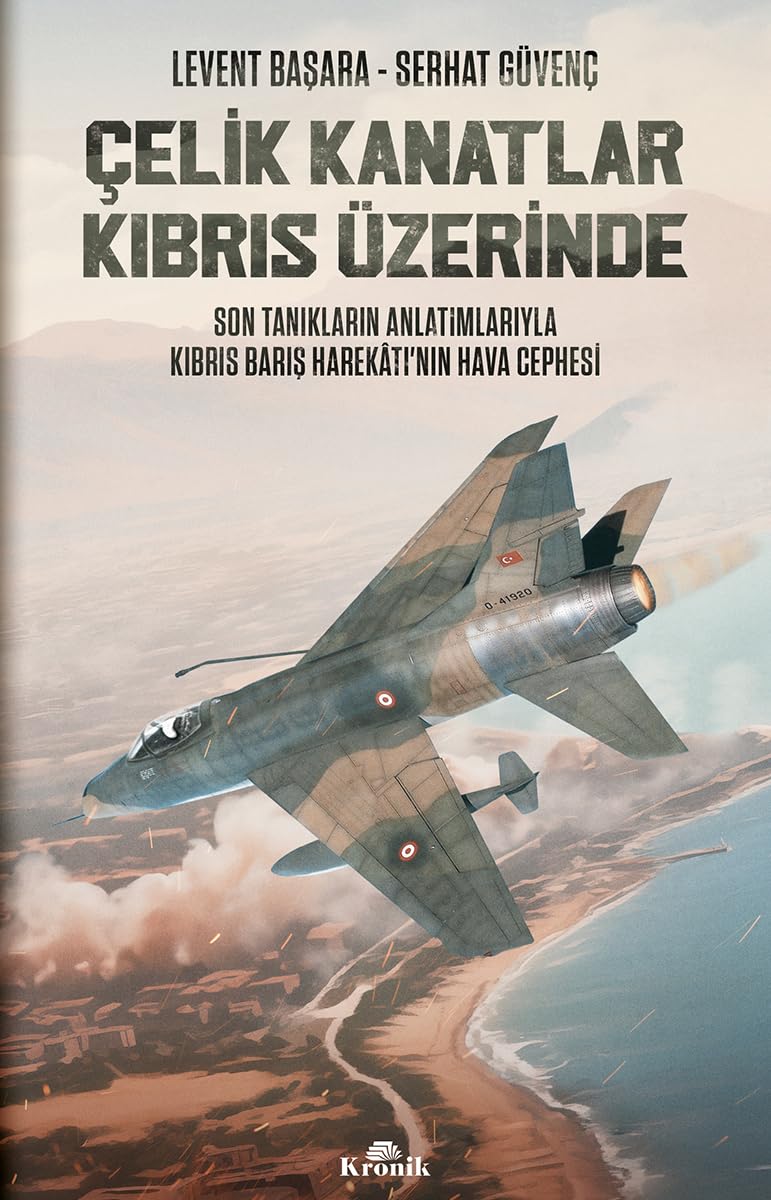 LEVENT BAŞARA - SERHAT GÜVENÇ
ÇELİK KANATLAR
KIBRIS ÜZERİNDE
SON TANIKLARIN ANLATIMLARIYLA
KIBRIS BARIŞ HAREKÂTI'NIN HAVA CEPHESİ
0-41920
Kronik